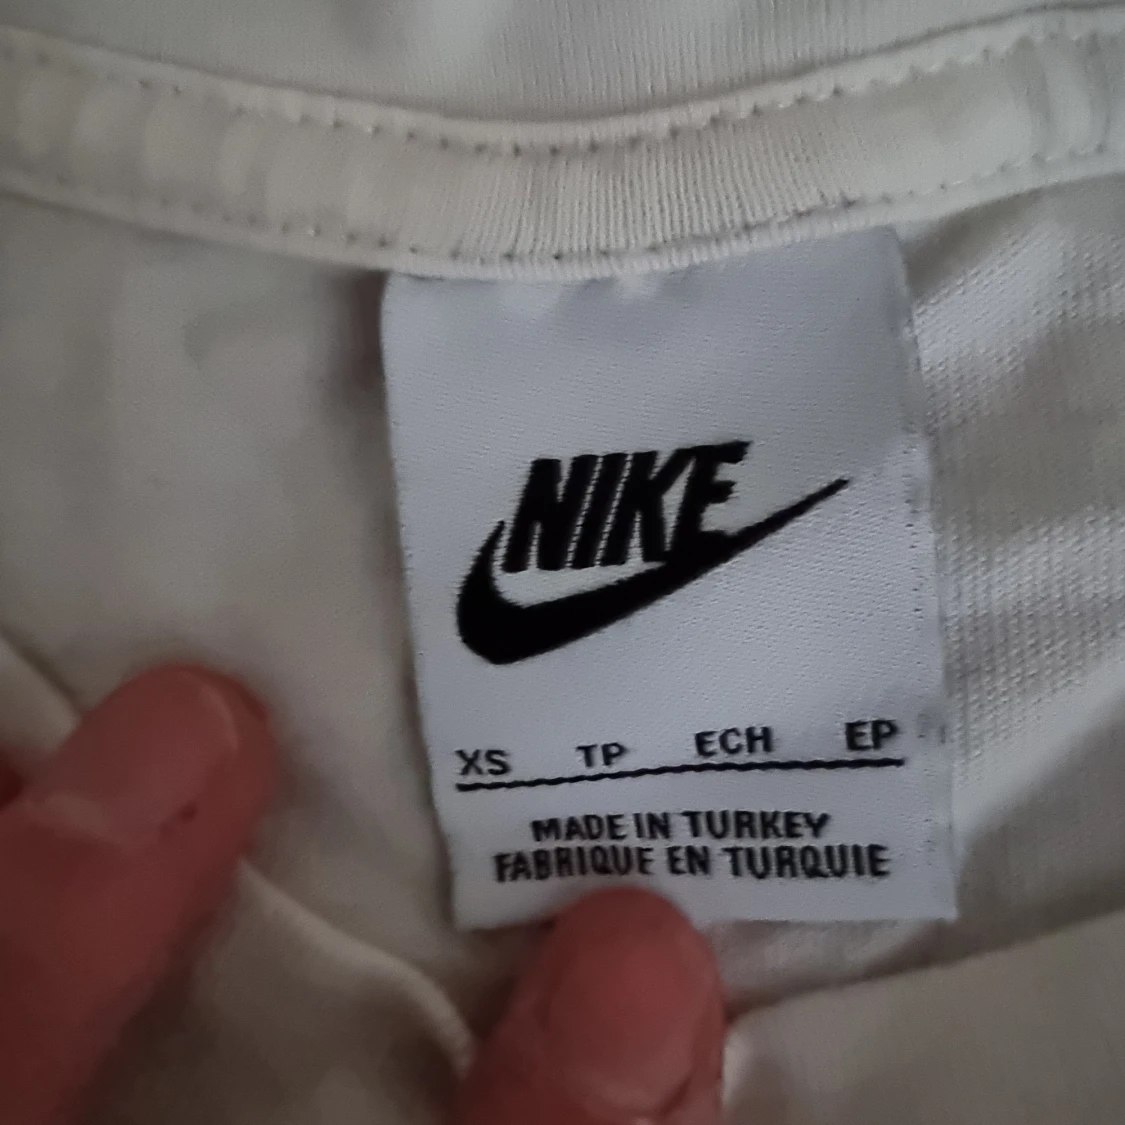 NIKE
XS TP ECH EP
MADE IN TURKEY
FABRIQUE EN TURQUIE